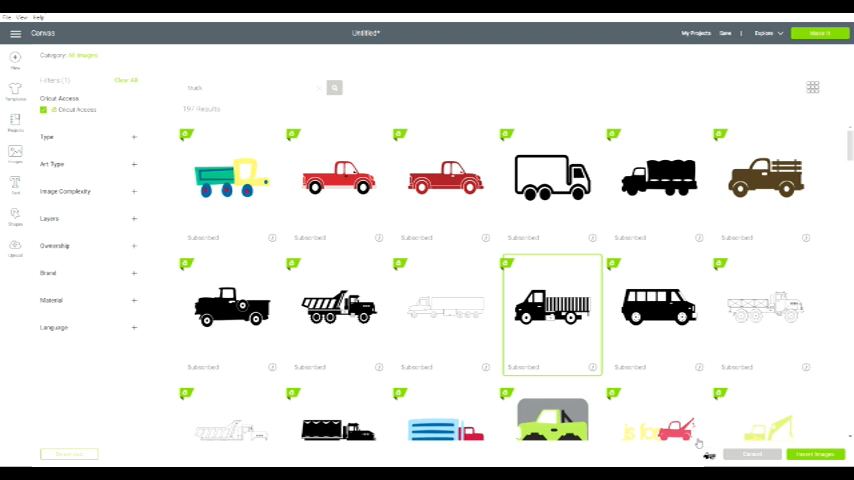 File View Help
Canvas
Untitled*
My Projects Save | Explore
Make It
Category: All Images
New
Templates
Projects
Images
Text
Shapes
Upload
Filters (1)
Clear All
Cricut Access
Cricut Access
Type +
Art Type +
Image Complexity +
Layers +
Ownership +
Brand +
Material +
Language +
197 Results
Subscribed
Subscribed
Subscribed
Subscribed
Subscribed
Subscribed
Subscribed
Subscribed
Subscribed
Subscribed
Subscribed
Subscribed
is for
Cancel
Insert Images